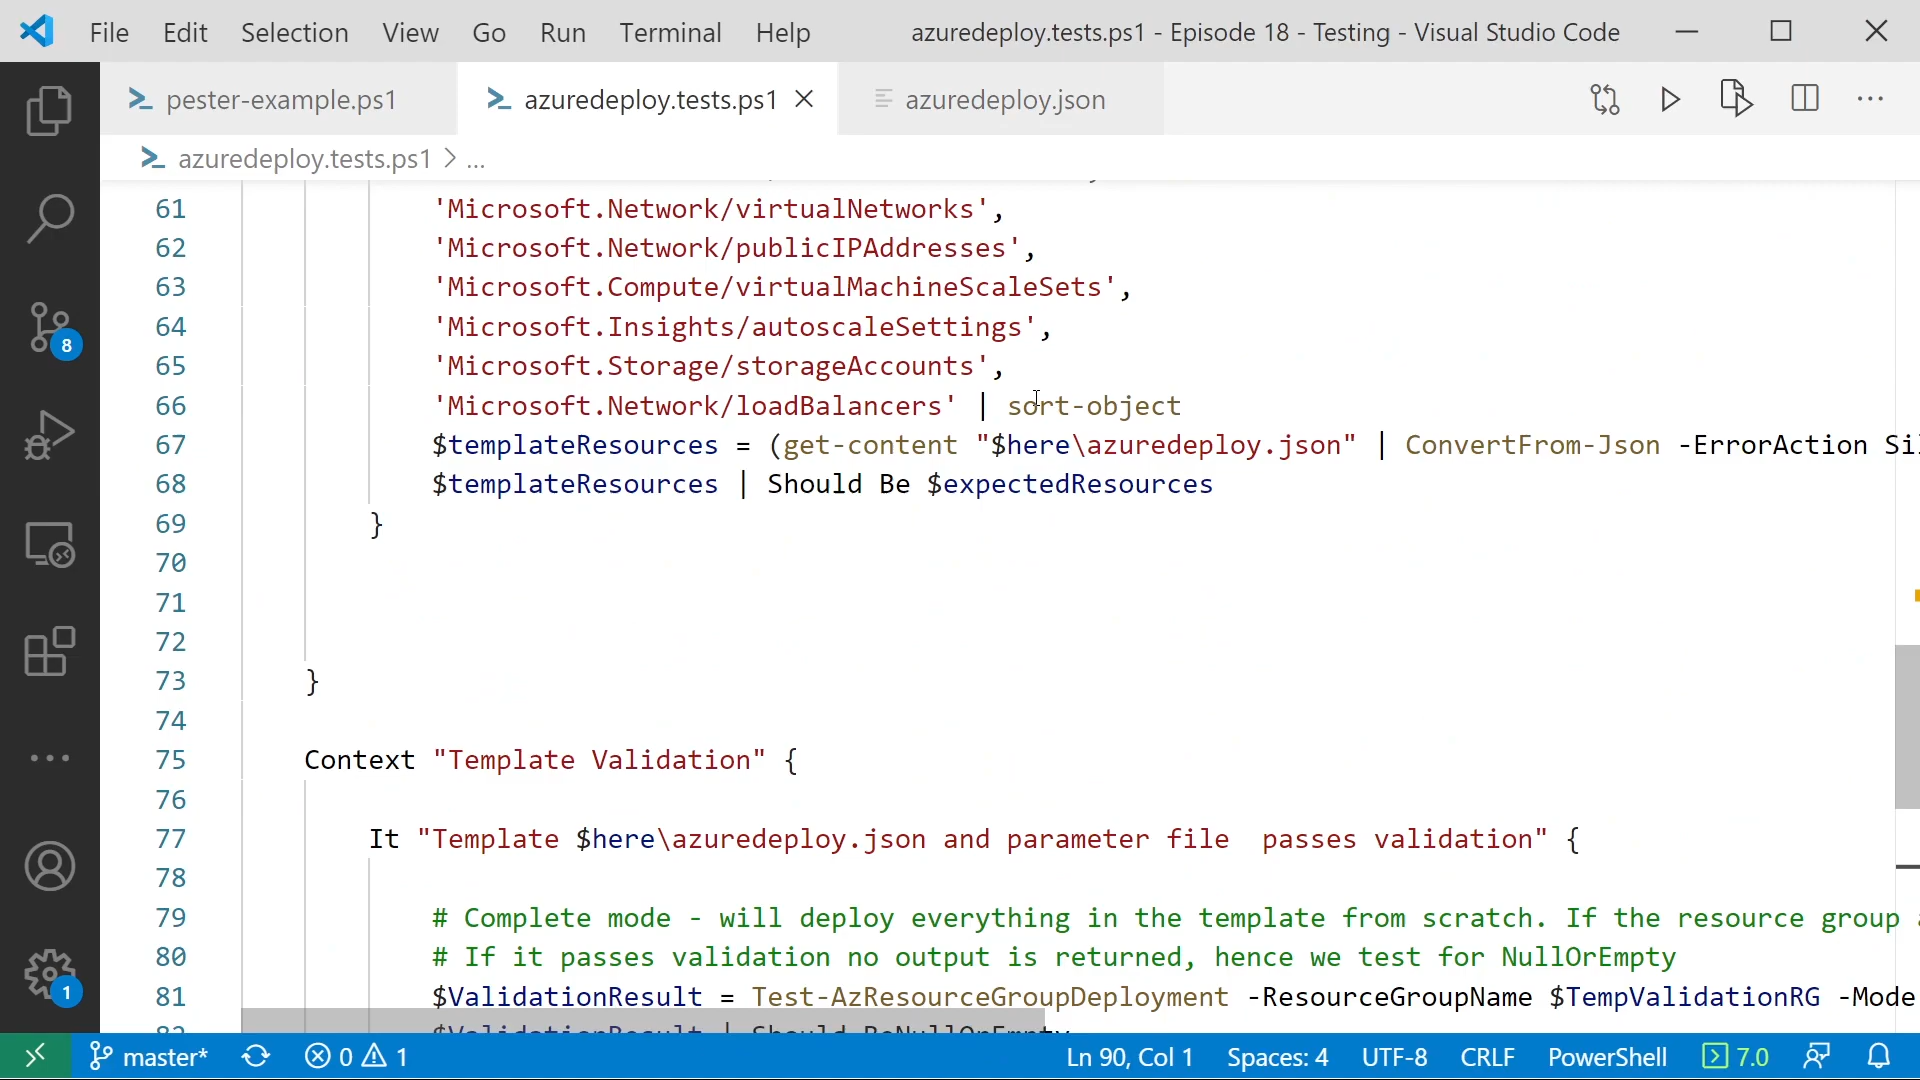 File Edit Selection View Go Run Terminal Help azuredeploy.tests.ps1 - Episode 18 - Testing - Visual Studio Code
pester-example.ps1 azuredeploy.tests.ps1 azuredeploy.json
azuredeploy.tests.ps1 > ...
61 'Microsoft.Network/virtualNetworks',
62 'Microsoft.Network/publicIPAddresses',
63 'Microsoft.Compute/virtualMachineScaleSets',
64 'Microsoft.Insights/autoscaleSettings',
65 'Microsoft.Storage/storageAccounts',
66 'Microsoft.Network/loadBalancers' | sort-object
67 $templateResources = (get-content "$here\azuredeploy.json" | ConvertFrom-Json -ErrorAction Sil
68 $templateResources | Should Be $expectedResources
69 }
70
71
72
73 }
74
75 Context "Template Validation" {
76
77 It "Template $here\azuredeploy.json and parameter file  passes validation" {
78
79 # Complete mode - will deploy everything in the template from scratch. If the resource group
80 # If it passes validation no output is returned, hence we test for NullOrEmpty
81 $ValidationResult = Test-AzResourceGroupDeployment -ResourceGroupName $TempValidationRG -Mode
82 $ValidationResult | Should BeNullOrEmpty
8
1
master* 0 1 Ln 90, Col 1 Spaces: 4 UTF-8 CRLF PowerShell 7.0